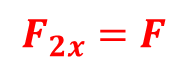 F₂ₓ = F